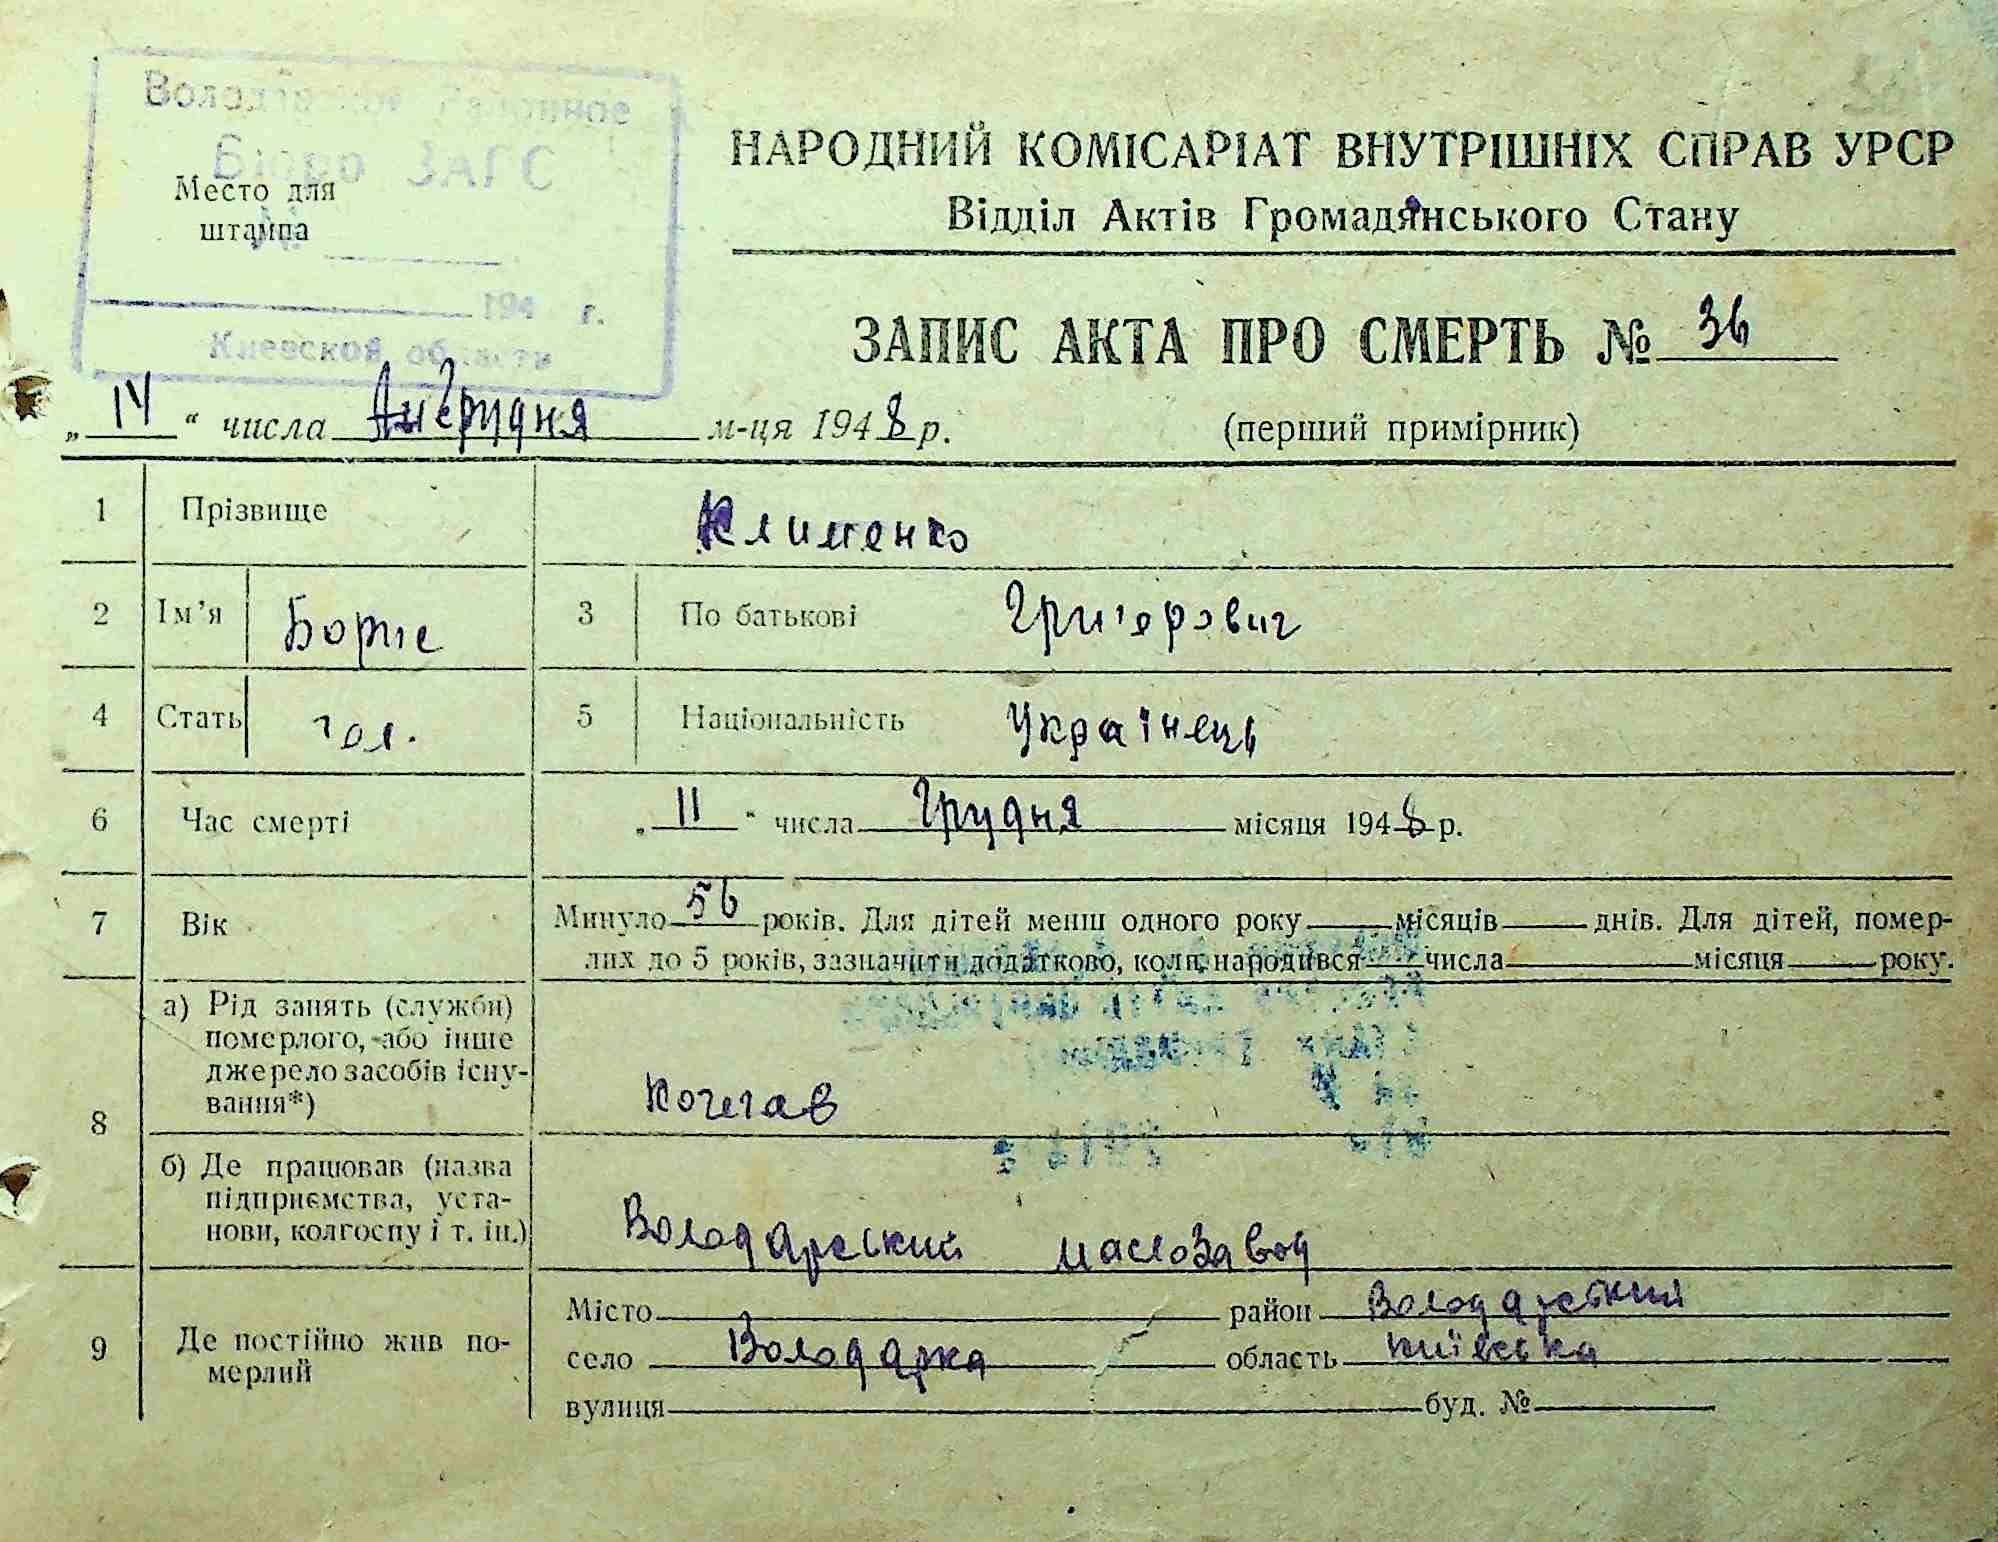 Бюро ЗАГС
Место для
штампа
194 г.
Киевской области
НАРОДНИЙ КОМІСАРІАТ ВНУТРІШНІХ СПРАВ УРСР
Відділ Актів Громадянського Стану
ЗАПИС АКТА ПРО СМЕРТЬ № 36
„14“ числа Грудня м-ця 1948 р. (перший примірник)
1 Прізвище Клименко
2 Ім’я Борис 3 По батькові Григорович
4 Стать чол. 5 Національність Українець
6 Час смерті „11“ числа Грудня місяця 1948 р.
7 Вік Минуло 56 років. Для дітей менш одного року місяців днів. Для дітей, помер-
лих до 5 років, зазначити додатково, коли народився числа місяця року.
8 а) Рід занять (служби)
померлого, або інше
джерело засобів існу-
вання*) Кочегав
б) Де працював (назва
підприємства, уста-
нови, колгоспу і т. ін.) Володарський маслозавод
9 Де постійно жив по-
мерлий
Місто район Володарський
село Володарка область Київська
вулиця буд. №